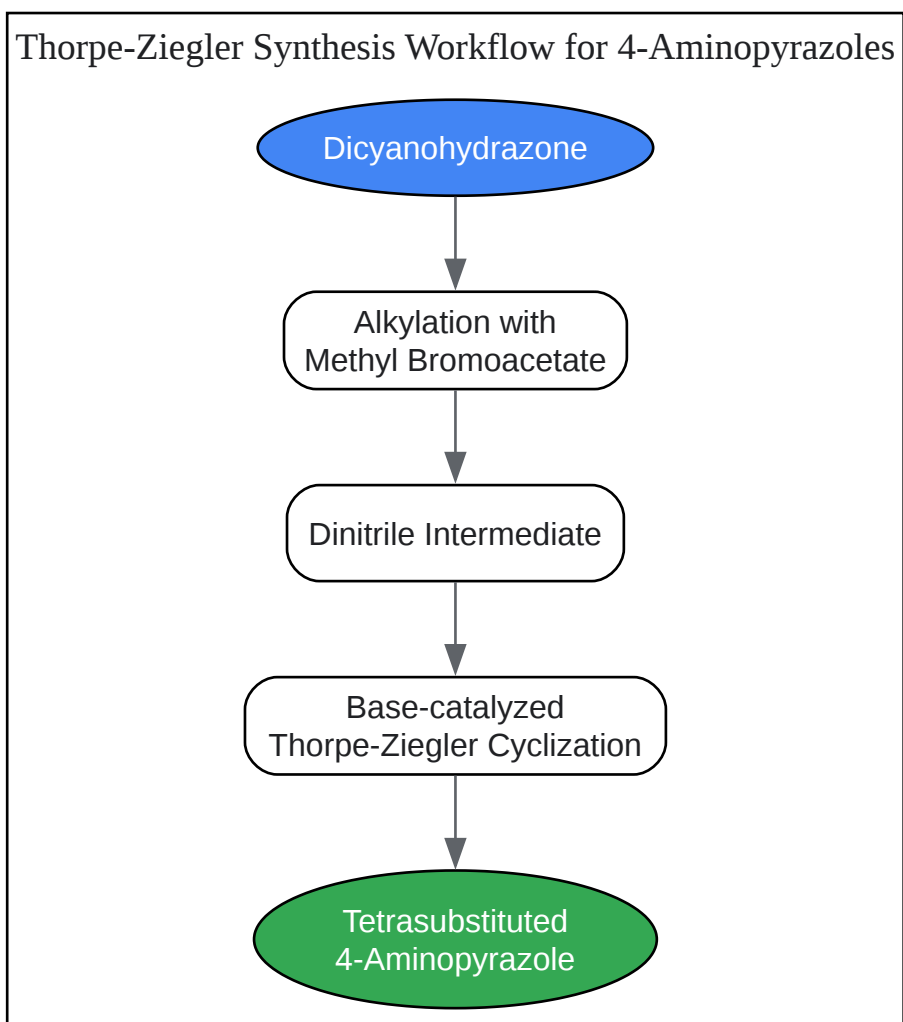 Thorpe-Ziegler Synthesis Workflow for 4-Aminopyrazoles
Dicyanohydrazone
Alkylation with
Methyl Bromoacetate
Dinitrile Intermediate
Base-catalyzed
Thorpe-Ziegler Cyclization
Tetrasubstituted
4-Aminopyrazole